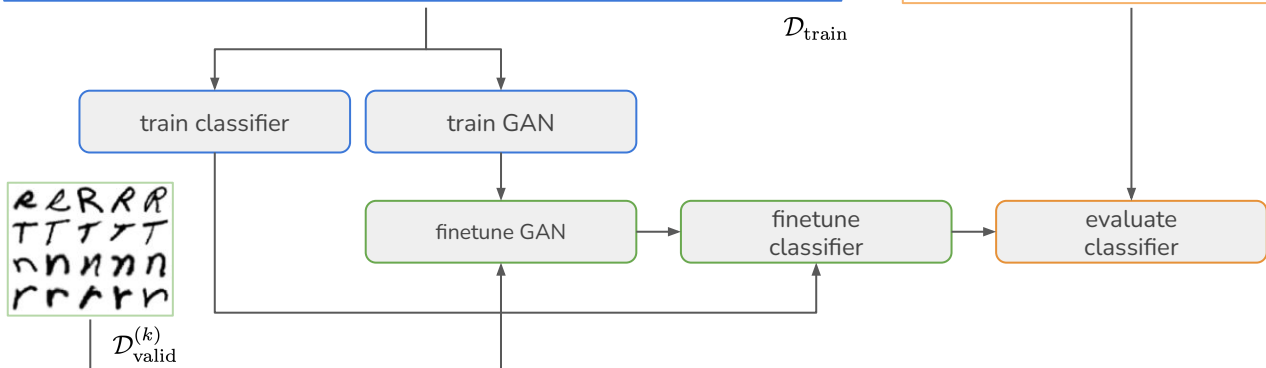 𝒟train
train classifier
train GAN
e e R R R
T T T T T
n n n n n
r r r r r
finetune GAN
finetune
classifier
evaluate
classifier
𝒟valid(k)